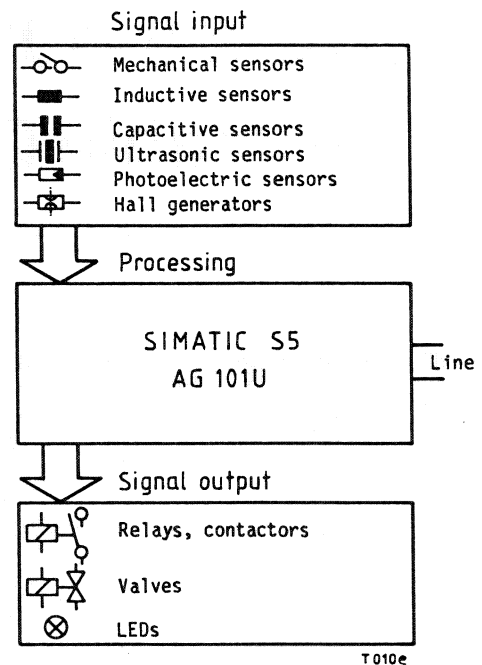 Signal input
Mechanical sensors
Inductive sensors
Capacitive sensors
Ultrasonic sensors
Photoelectric sensors
Hall generators
Processing
SIMATIC S5
AG 101U
Line
Signal output
Relays, contactors
Valves
LEDs
T010e